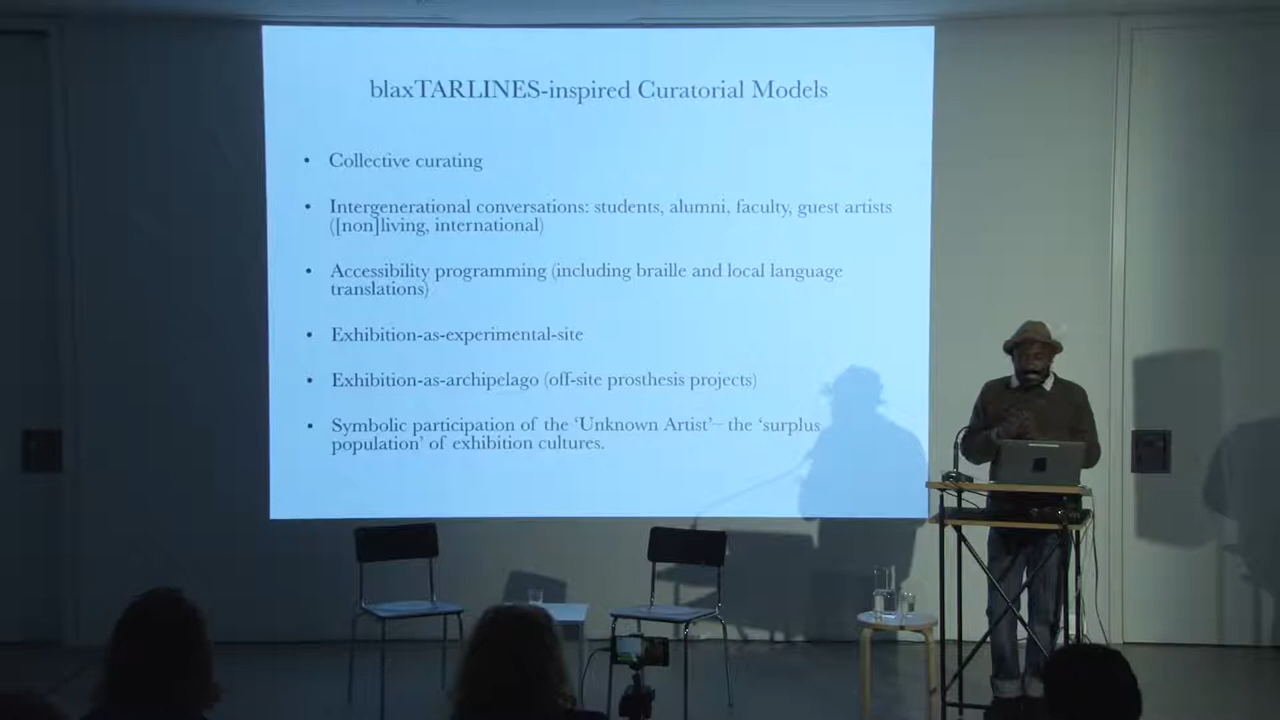 blaxTARLINES-inspired Curatorial Models
• Collective curating
• Intergenerational conversations: students, alumni, faculty, guest artists
([non]living, international)
• Accessibility programming (including braille and local language
translations)
• Exhibition-as-experimental-site
• Exhibition-as-archipelago (off-site prosthesis projects)
• Symbolic participation of the ‘Unknown Artist’– the ‘surplus
population’ of exhibition cultures.